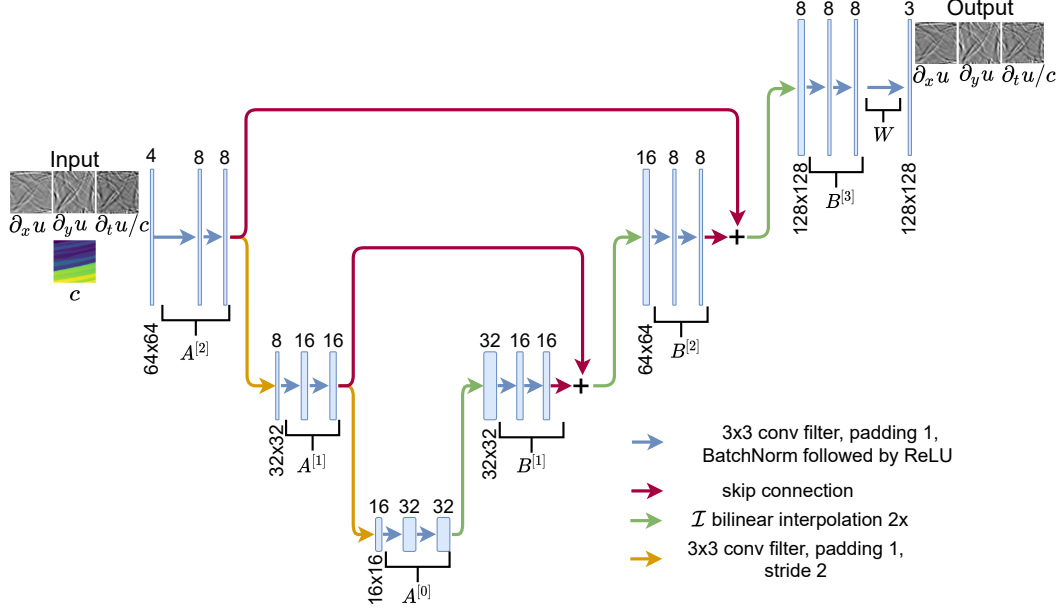 8 8 8 3 Output
∂ₓu ∂ᵧu ∂ₜu/c
W
B^[3]
128x128
128x128
Input
4 8 8
∂ₓu ∂ᵧu ∂ₜu/c
c
A^[2]
64x64
16 8 8
+
B^[2]
64x64
8 16 16
A^[1]
32x32
32 16 16
+
B^[1]
32x32
16 32 32
A^[0]
16x16
3x3 conv filter, padding 1,
BatchNorm followed by ReLU
skip connection
ℐ bilinear interpolation 2x
3x3 conv filter, padding 1,
stride 2